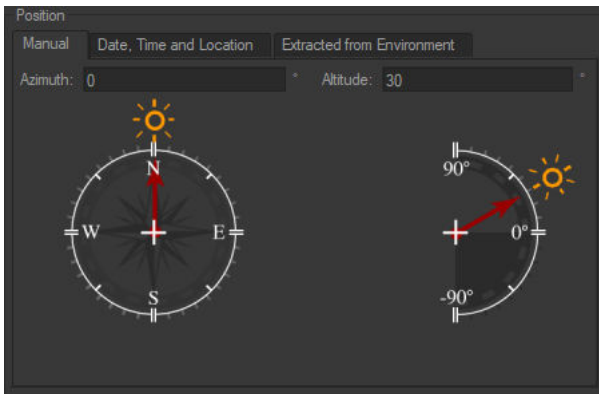 Position
Manual Date, Time and Location Extracted from Environment
Azimuth: 0 ° Altitude: 30 °
N
90°
W E 0°
S
-90°